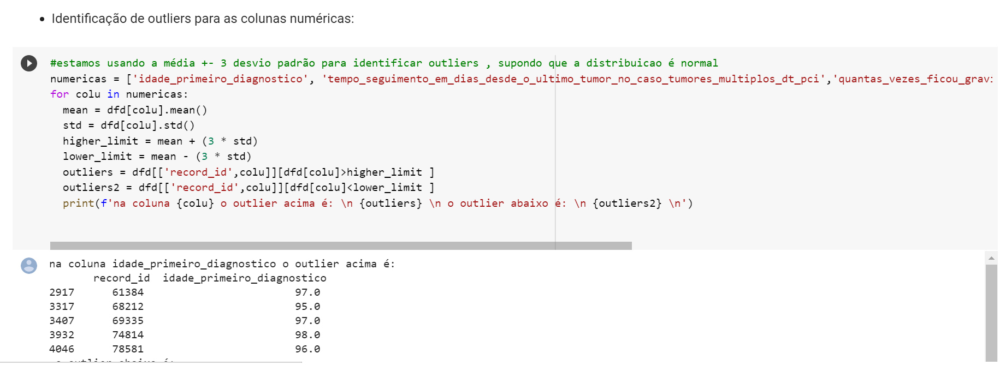 Identificação de outliers para as colunas numéricas:
#estamos usando a média +- 3 desvio padrão para identificar outliers , supondo que a distribuicao é normal
numericas = ['idade_primeiro_diagnostico', 'tempo_seguimento_em_dias_desde_o_ultimo_tumor_no_caso_tumores_multiplos_dt_pci','quantas_vezes_ficou_gravi
for colu in numericas:
  mean = dfd[colu].mean()
  std = dfd[colu].std()
  higher_limit = mean + (3 * std)
  lower_limit = mean - (3 * std)
  outliers = dfd[['record_id',colu]][dfd[colu]>higher_limit ]
  outliers2 = dfd[['record_id',colu]][dfd[colu]<lower_limit ]
  print(f'na coluna {colu} o outlier acima é: \n {outliers} \n o outlier abaixo é: \n {outliers2} \n')
na coluna idade_primeiro_diagnostico o outlier acima é:
       record_id  idade_primeiro_diagnostico
2917      61384                        97.0
3317      68212                        95.0
3407      69335                        97.0
3932      74814                        98.0
4046      78581                        96.0
 o outlier abaixo é: